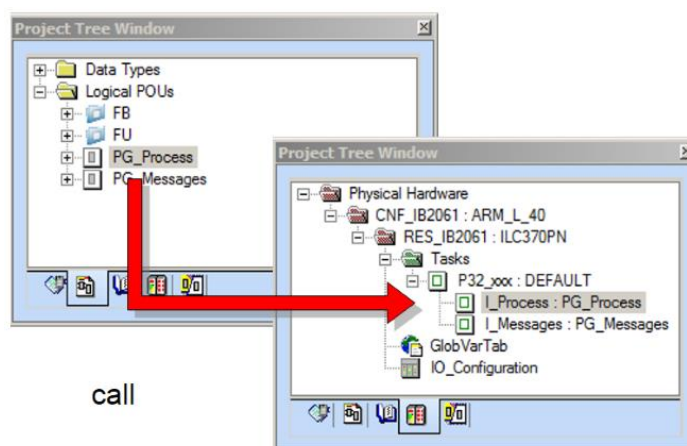 Project Tree Window
Data Types
Logical POUs
FB
FU
PG_Process
PG_Messages
Project Tree Window
Physical Hardware
CNF_IB2061 : ARM_L_40
RES_IB2061 : ILC370PN
Tasks
P32_xxx : DEFAULT
I_Process : PG_Process
I_Messages : PG_Messages
GlobVarTab
IO_Configuration
call